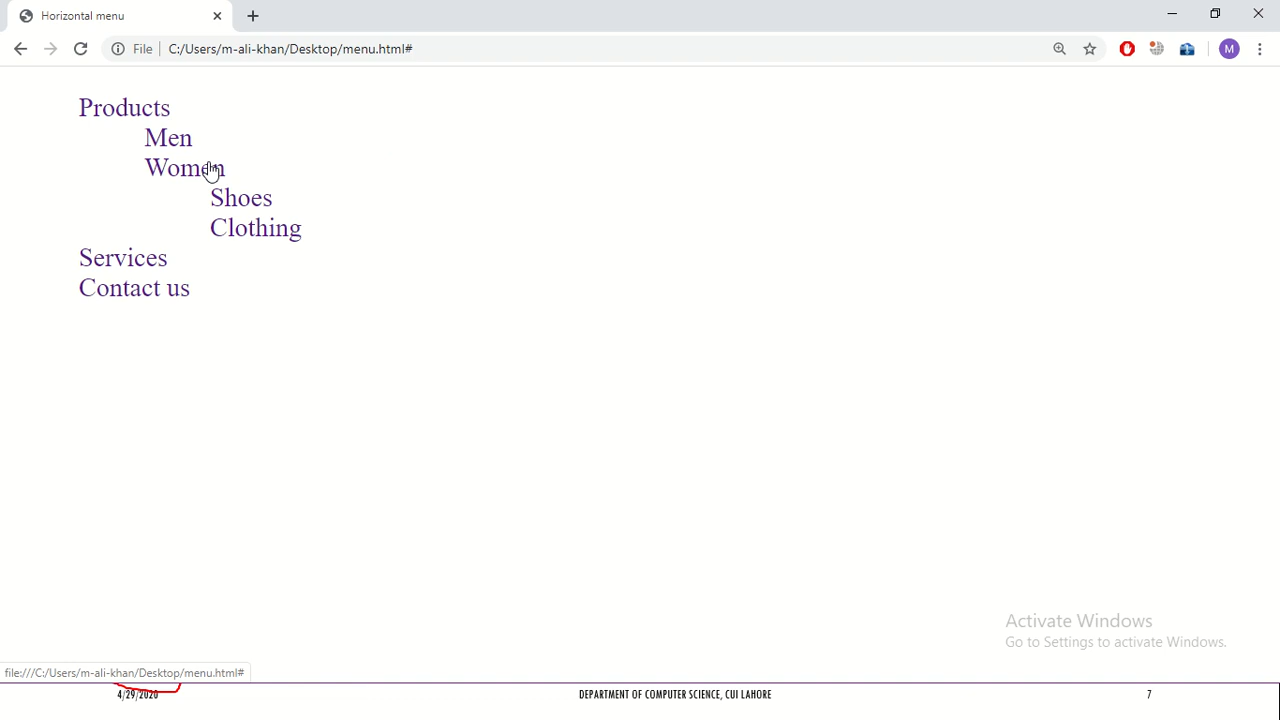 Horizontal menu
File C:/Users/m-ali-khan/Desktop/menu.html#
M
Products
Men
Women
Shoes
Clothing
Services
Contact us
Activate Windows
Go to Settings to activate Windows.
file:///C:/Users/m-ali-khan/Desktop/menu.html#
4/29/2020 DEPARTMENT OF COMPUTER SCIENCE, CUI LAHORE 7